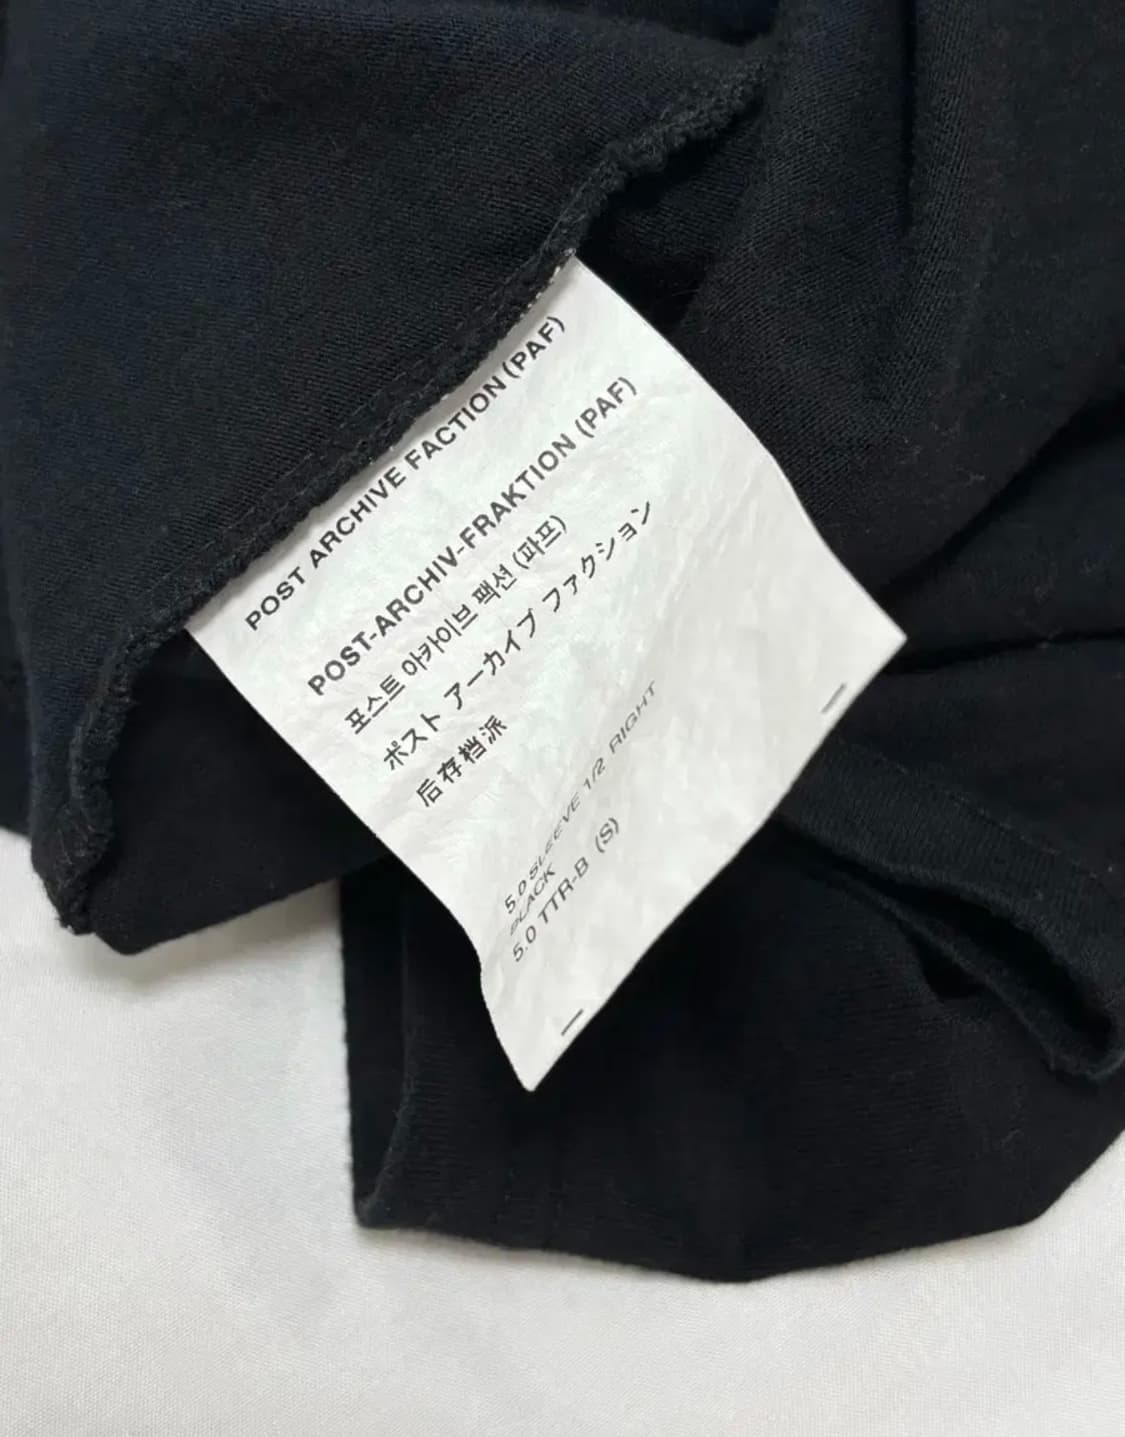 POST ARCHIVE FACTION (PAF)
POST-ARCHIV-FRAKTION (PAF)
포스트 아카이브 팩션 (파프)
ポスト アーカイブ ファクション
后存档派
5.0 SLEEVE 1/2 RIGHT
BLACK
5.0 TTR-B (S)